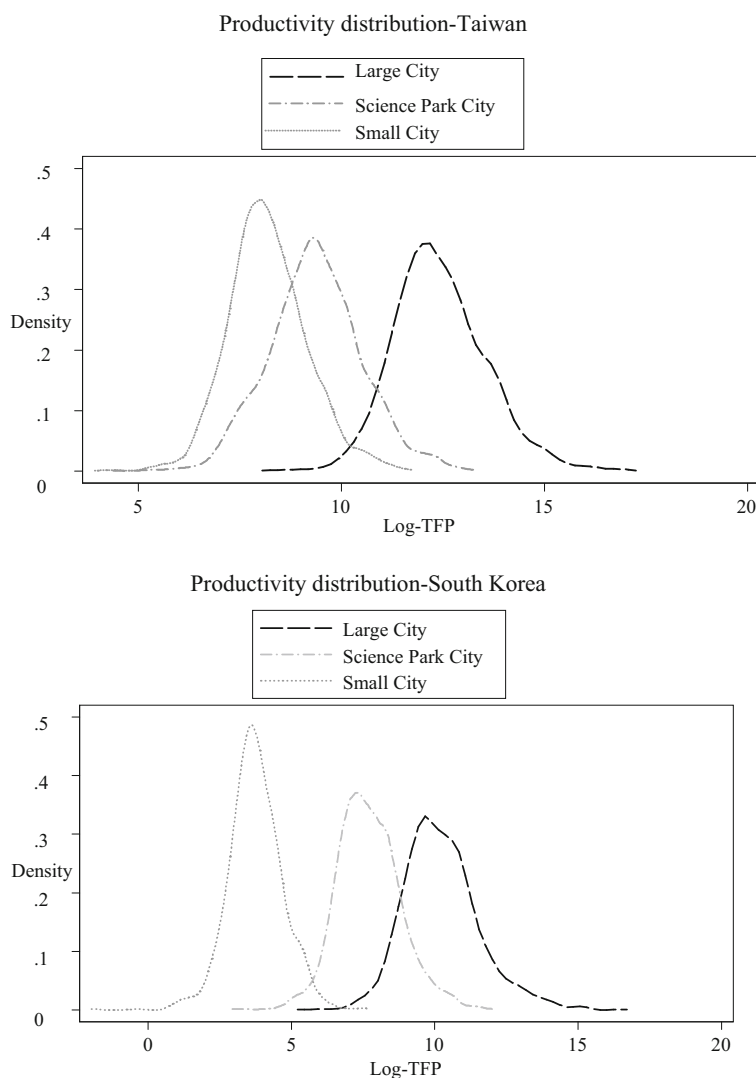 Productivity distribution-Taiwan
Large City
Science Park City
Small City
.5
.4
.3
Density
.2
.1
0
5 10 15 20
Log-TFP
Productivity distribution-South Korea
Large City
Science Park City
Small City
.5
.4
.3
Density
.2
.1
0
0 5 10 15 20
Log-TFP